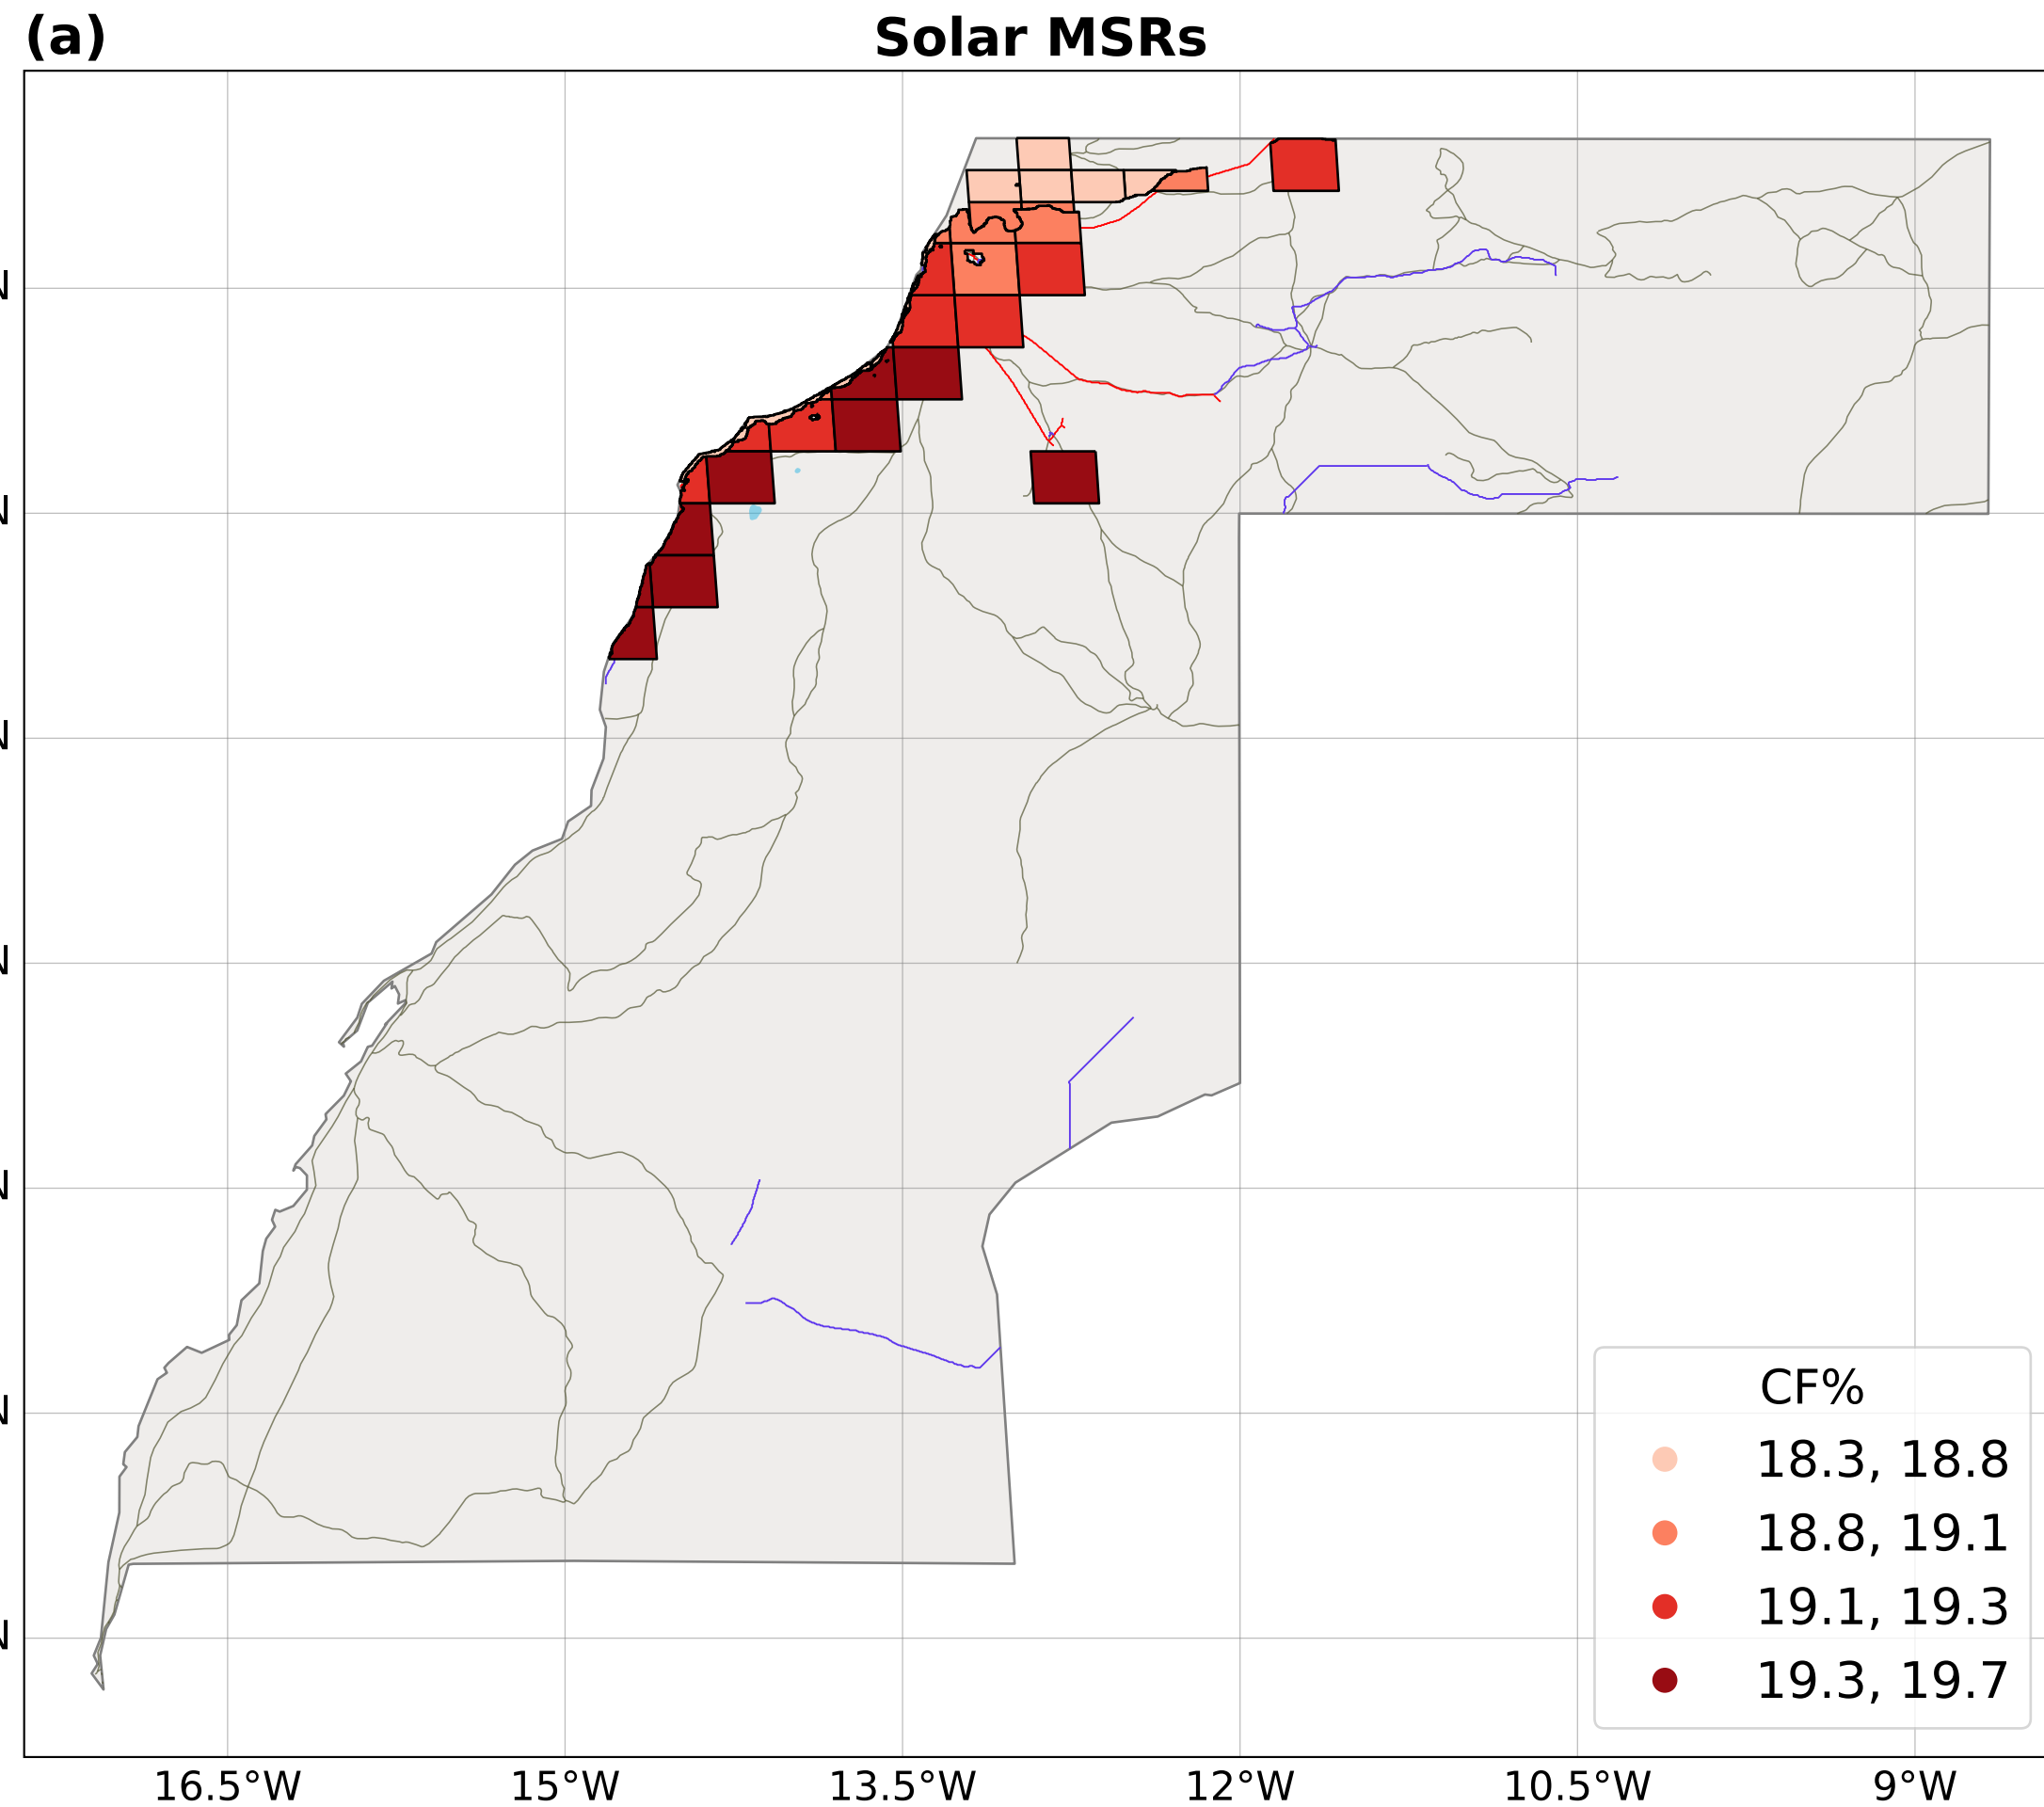 (a)
Solar MSRs
N
N
N
N
N
N
N
CF%
18.3, 18.8
18.8, 19.1
19.1, 19.3
19.3, 19.7
16.5°W
15°W
13.5°W
12°W
10.5°W
9°W